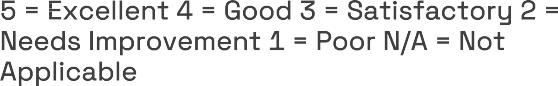 5 = Excellent 4 = Good 3 = Satisfactory 2 =
Needs Improvement 1 = Poor N/A = Not
Applicable